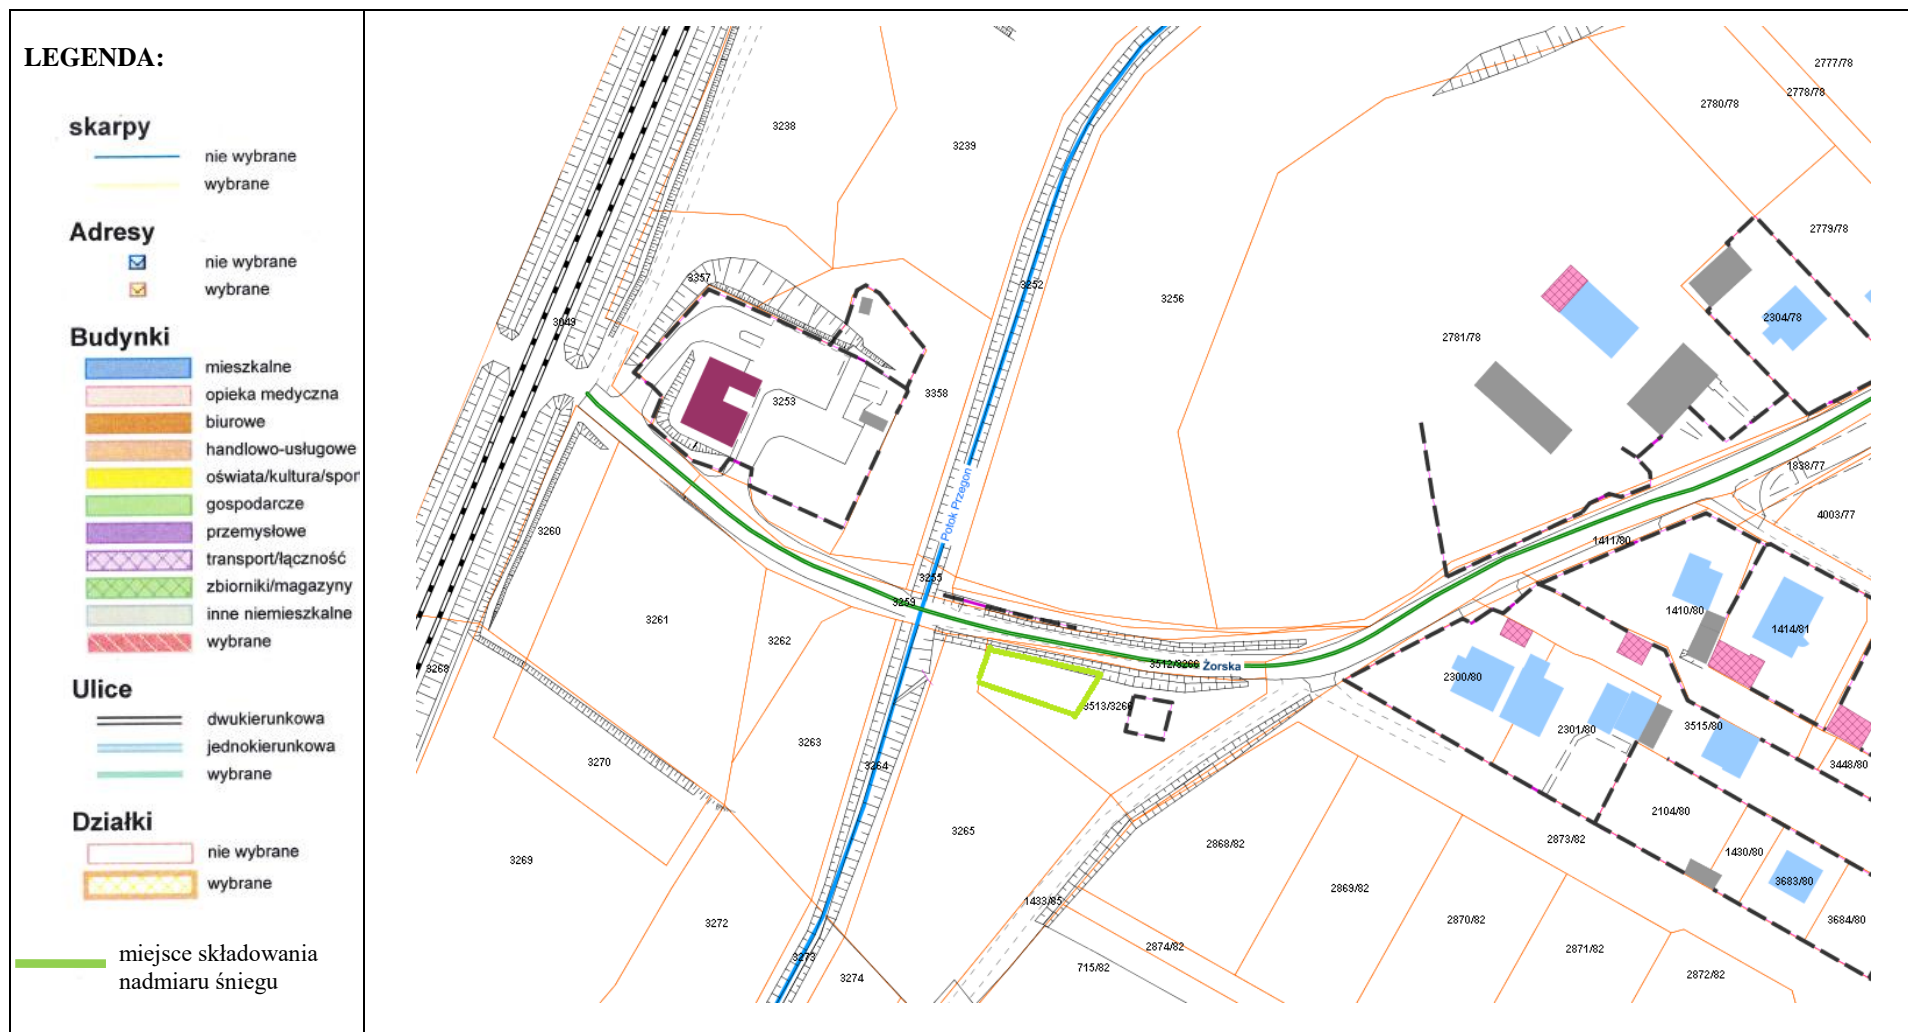 LEGENDA:
skarpy
nie wybrane
wybrane
Adresy
nie wybrane
wybrane
Budynki
mieszkalne
opieka medyczna
biurowe
handlowo-usługowe
oświata/kultura/spor
gospodarcze
przemysłowe
transport/łączność
zbiorniki/magazyny
inne niemieszkalne
wybrane
Ulice
dwukierunkowa
jednokierunkowa
wybrane
Działki
nie wybrane
wybrane
miejsce składowania
nadmiaru śniegu
2777/78
2778/78
2780/78
3238
3239
2779/78
3357
3252
3256
3049
2304/78
2781/78
3253
3358
1838/77
Potok Przegon
4003/77
3260
1411/80
3255
3259
1410/80
3261
3262
1414/81
3512/3266
Żorska
3268
2300/80
3513/3266
3515/80
2301/80
3263
3264
3270
3448/80
2104/80
3265
2868/82
2873/82
1430/80
3269
2869/82
3683/80
1433/85
3272
2870/82
3684/80
2874/82
2871/82
3273
715/82
3274
2872/82